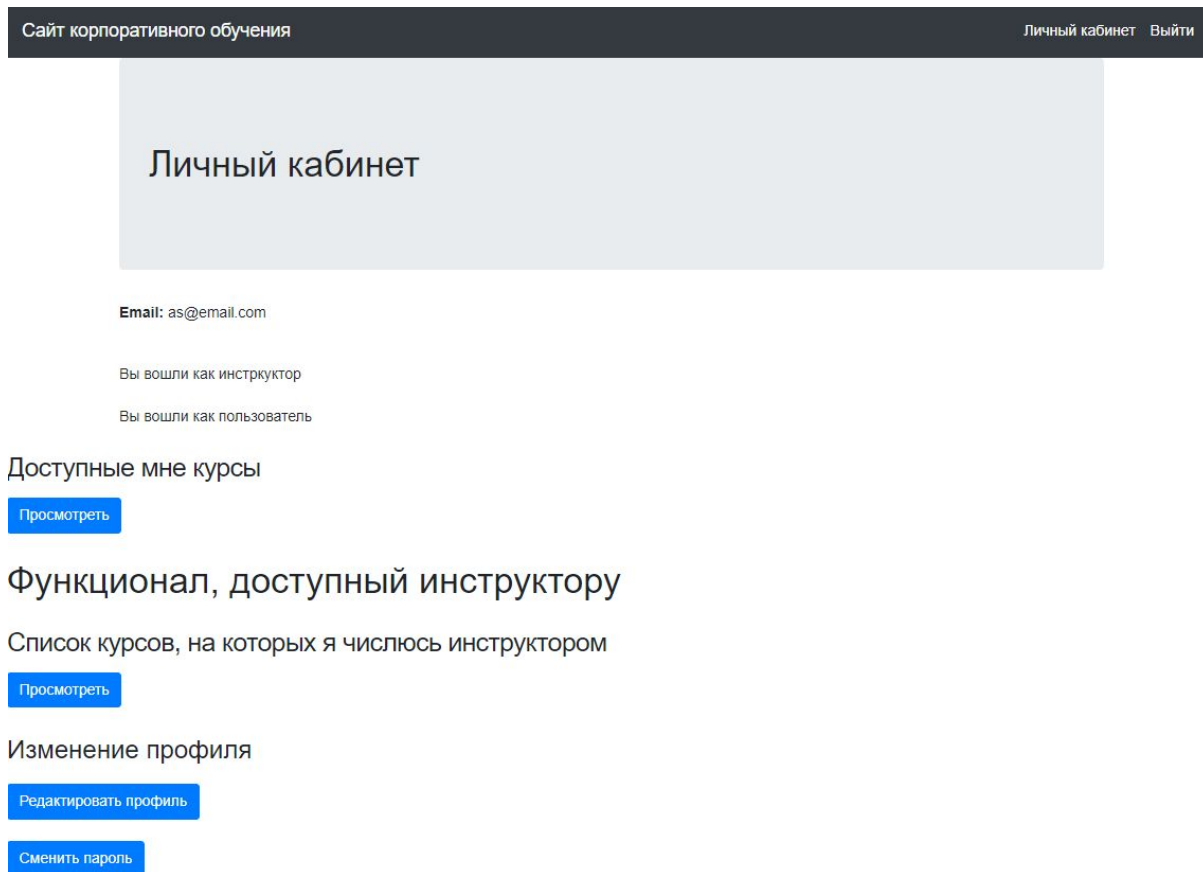 Сайт корпоративного обучения
Личный кабинет Выйти
Личный кабинет
Email: as@email.com
Вы вошли как инстркуктор
Вы вошли как пользователь
Доступные мне курсы
Просмотреть
Функционал, доступный инструктору
Список курсов, на которых я числюсь инструктором
Просмотреть
Изменение профиля
Редактировать профиль
Сменить пароль